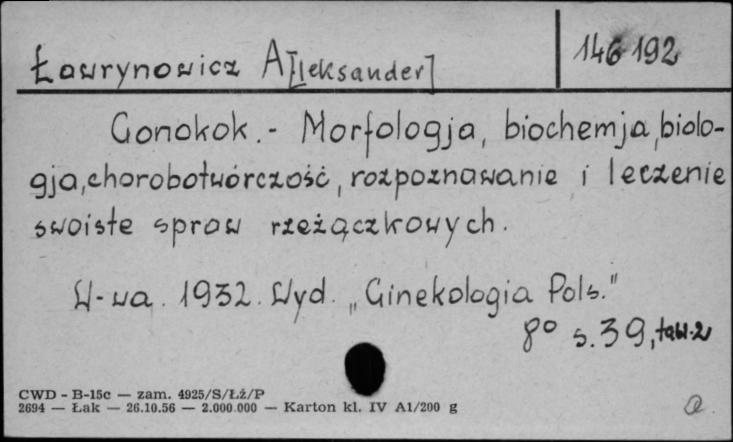 Ławrynowicz A[leksander] 146192
Gonokok.- Morfologja, biochemja, biolo-
gja, chorobotwórczość, rozpoznawanie i leczenie
swoiste spraw rzeżączkowych.
W-wa. 1932. Wyd. „Ginekologia Pols."
8° s. 39, tabl. 2
CWD - B-15c — zam. 4925/S/Łż/P
2694 — Łak — 26.10.56 — 2.000.000 — Karton kl. IV A1/200 g
a